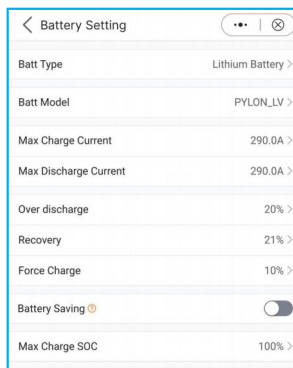 Battery Setting
Batt Type Lithium Battery >
Batt Model PYLON_LV >
Max Charge Current 290.0A >
Max Discharge Current 290.0A >
Over discharge 20% >
Recovery 21% >
Force Charge 10% >
Battery Saving ?
Max Charge SOC 100% >